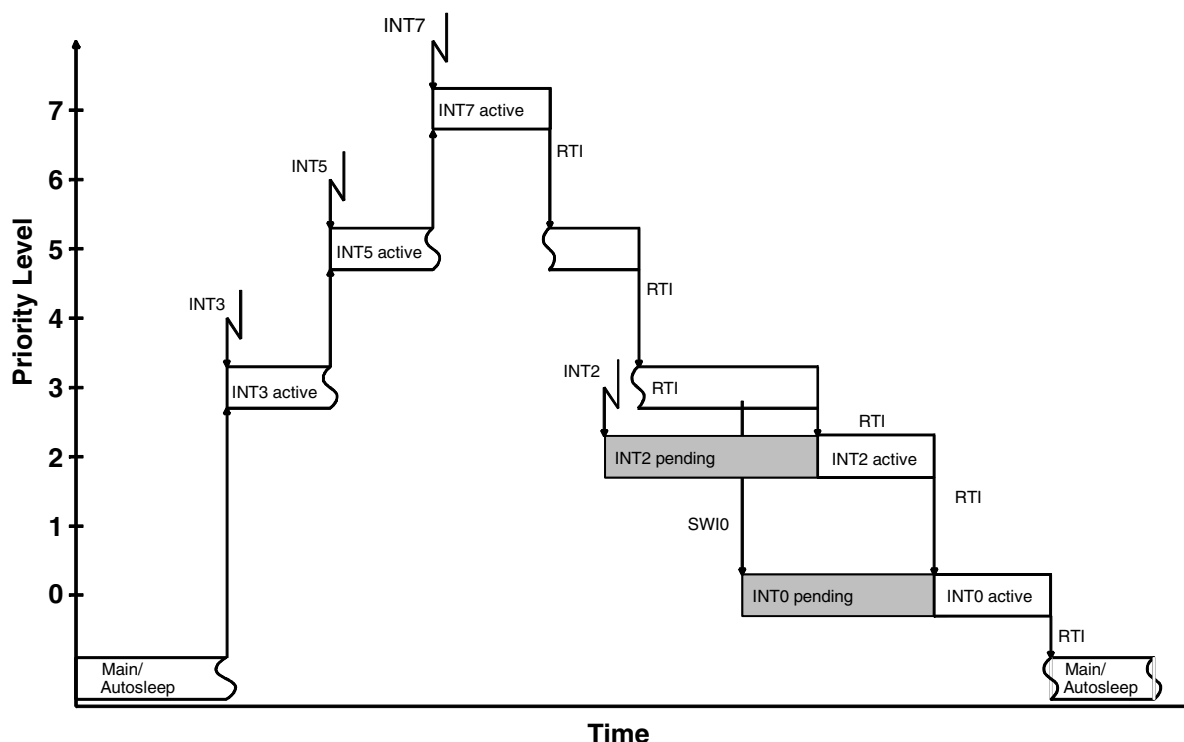 INT7
7
INT7 active
RTI
INT5
6
Priority Level
5
INT5 active
RTI
INT3
4
INT2
3
INT3 active
RTI
RTI
2
INT2 pending
INT2 active
RTI
1
SWI0
0
INT0 pending
INT0 active
RTI
Main/
Autosleep
Main/
Autosleep
Time